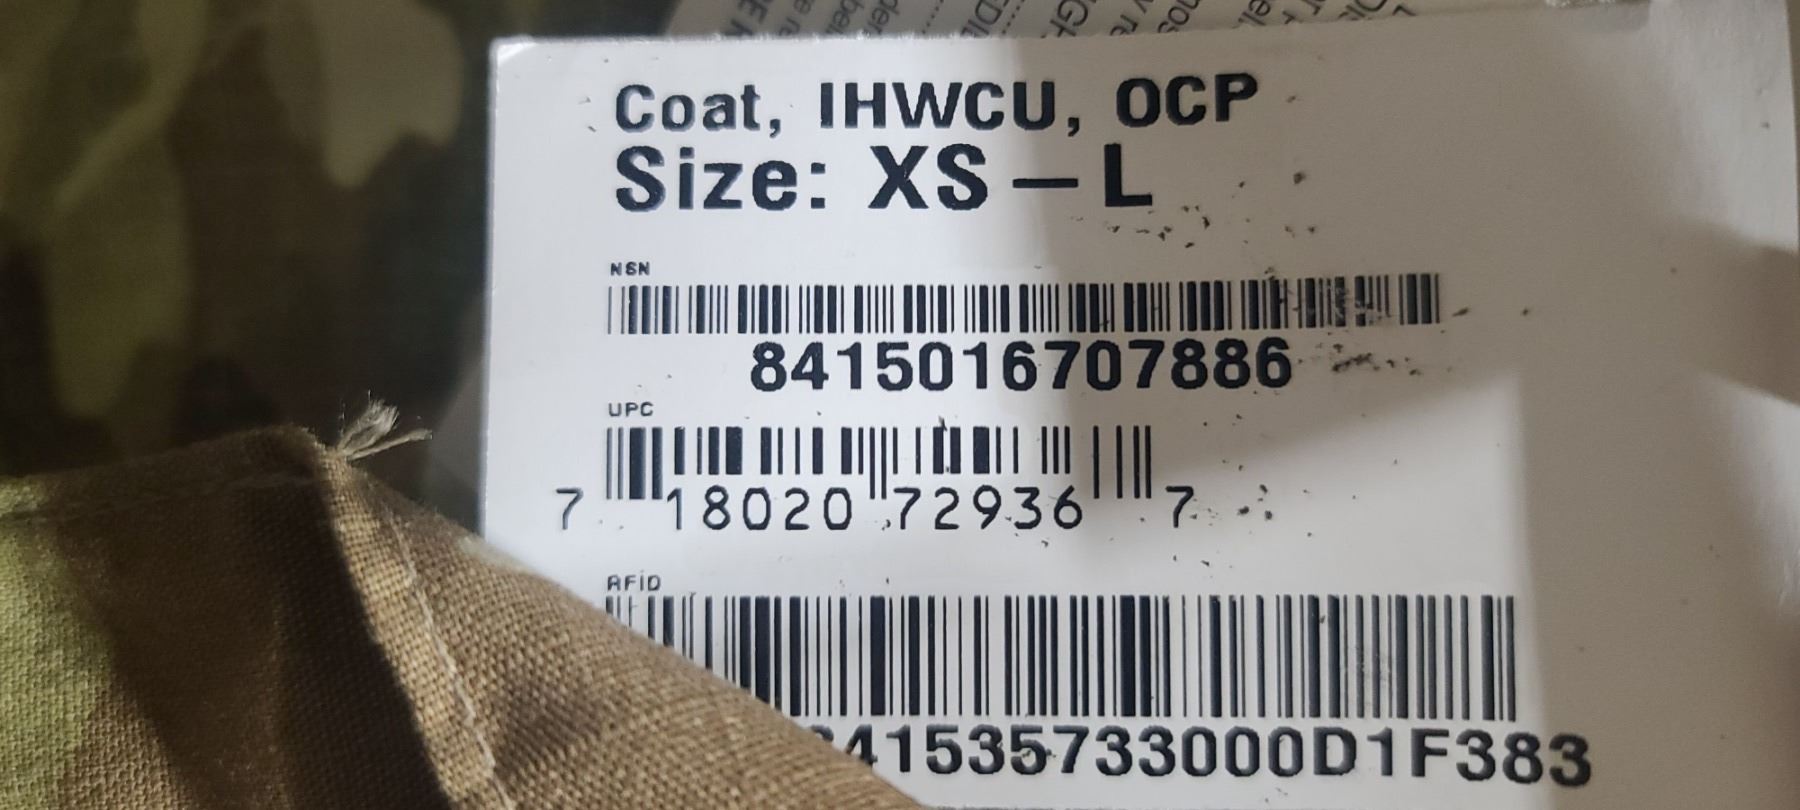 Coat, IHWCU, OCP
Size: XS – L
NSN
8415016707886
UPC
7 18020 72936 7
RFID
41535733000D1F383